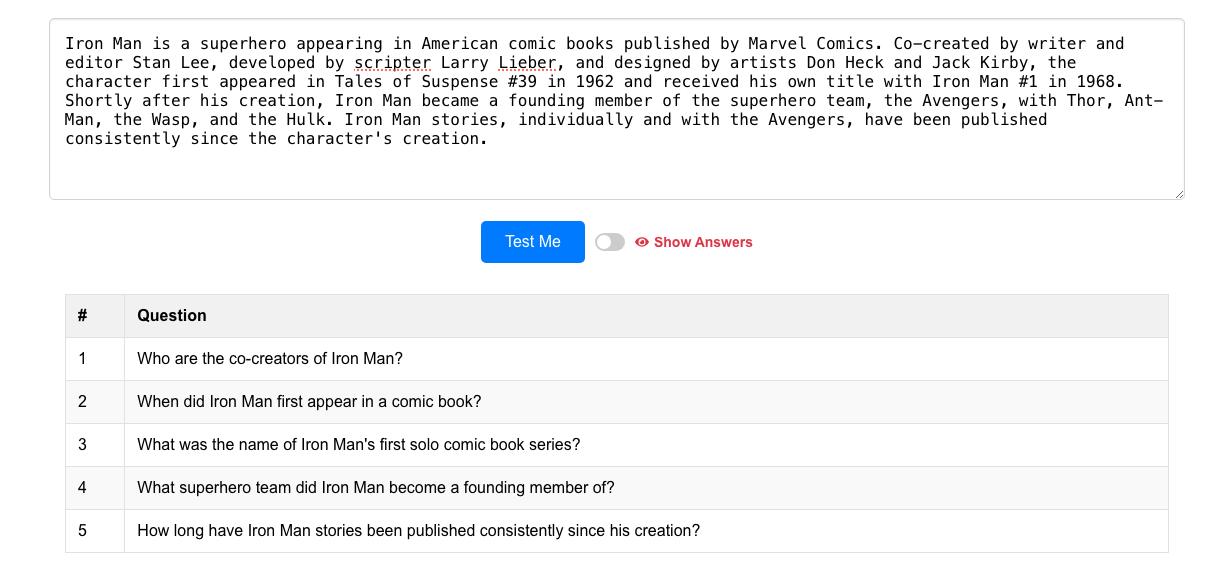 Iron Man is a superhero appearing in American comic books published by Marvel Comics. Co-created by writer and
editor Stan Lee, developed by scripter Larry Lieber, and designed by artists Don Heck and Jack Kirby, the
character first appeared in Tales of Suspense #39 in 1962 and received his own title with Iron Man #1 in 1968.
Shortly after his creation, Iron Man became a founding member of the superhero team, the Avengers, with Thor, Ant-
Man, the Wasp, and the Hulk. Iron Man stories, individually and with the Avengers, have been published
consistently since the character's creation.
Test Me Show Answers
# Question
1 Who are the co-creators of Iron Man?
2 When did Iron Man first appear in a comic book?
3 What was the name of Iron Man's first solo comic book series?
4 What superhero team did Iron Man become a founding member of?
5 How long have Iron Man stories been published consistently since his creation?